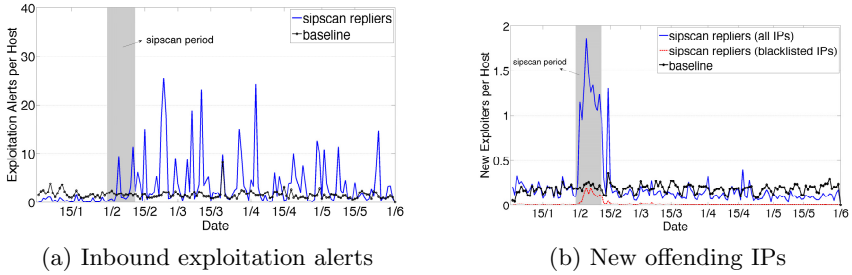 40
30
20
10
0
Exploitation Alerts per Host
sipscan repliers
baseline
sipscan period
15/1 1/2 15/2 1/3 15/3 1/4 15/4 1/5 15/5 1/6
Date
(a) Inbound exploitation alerts
2
1.5
1
0.5
0
New Exploiters per Host
sipscan repliers (all IPs)
sipscan repliers (blacklisted IPs)
baseline
sipscan period
15/1 1/2 15/2 1/3 15/3 1/4 15/4 1/5 15/5 1/6
Date
(b) New offending IPs